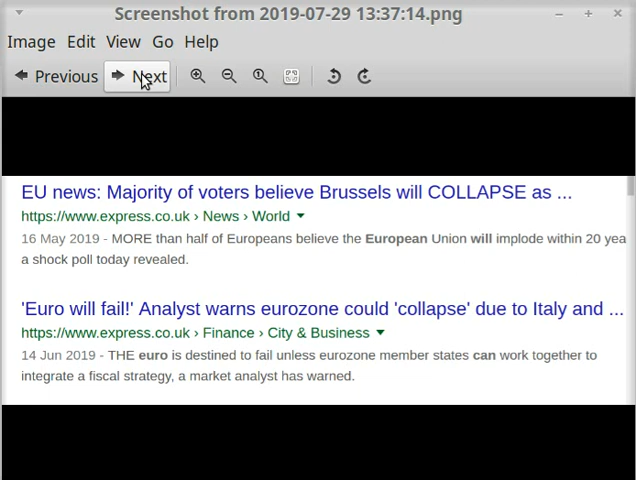 Screenshot from 2019-07-29 13:37:14.png
Image Edit View Go Help
Previous Next
EU news: Majority of voters believe Brussels will COLLAPSE as ...
https://www.express.co.uk › News › World
16 May 2019 - MORE than half of Europeans believe the European Union will implode within 20 yea
a shock poll today revealed.
'Euro will fail!' Analyst warns eurozone could 'collapse' due to Italy and ...
https://www.express.co.uk › Finance › City & Business
14 Jun 2019 - THE euro is destined to fail unless eurozone member states can work together to
integrate a fiscal strategy, a market analyst has warned.